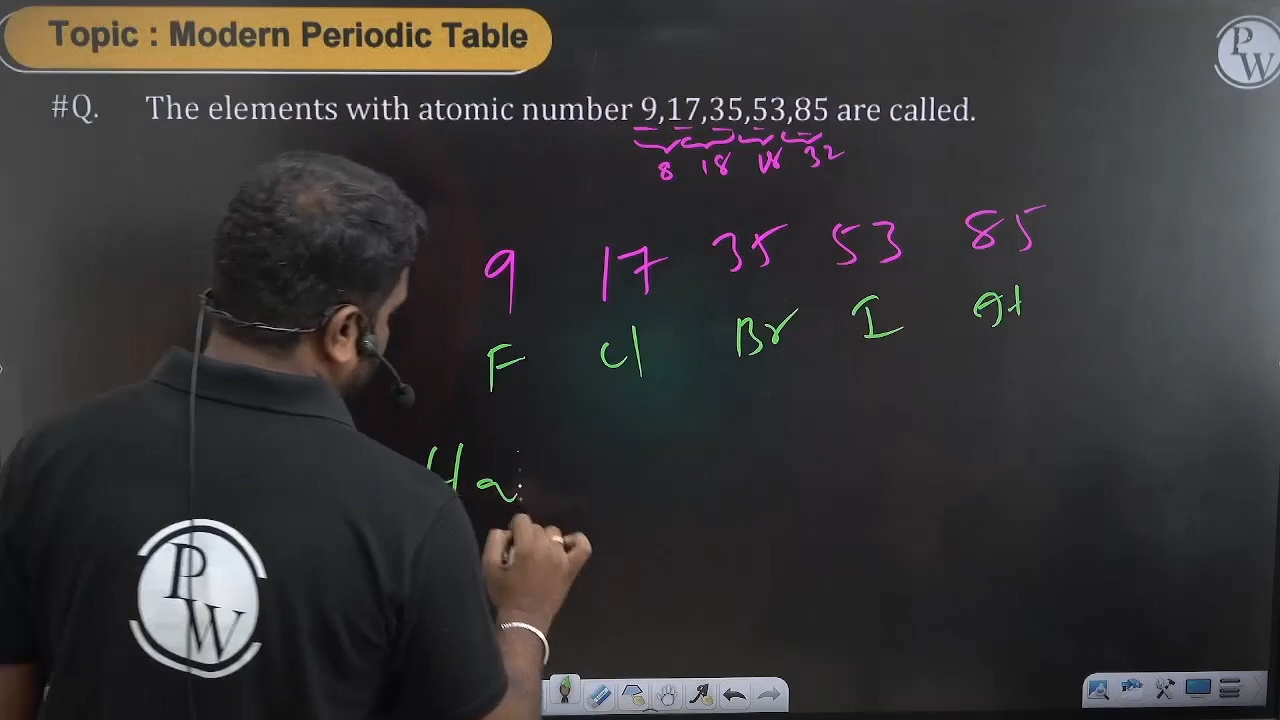 Topic : Modern Periodic Table
PW
#Q. The elements with atomic number 9,17,35,53,85 are called.
8 18 18 32
9 17 35 53 85
F Cl Br I At
Ha
PW